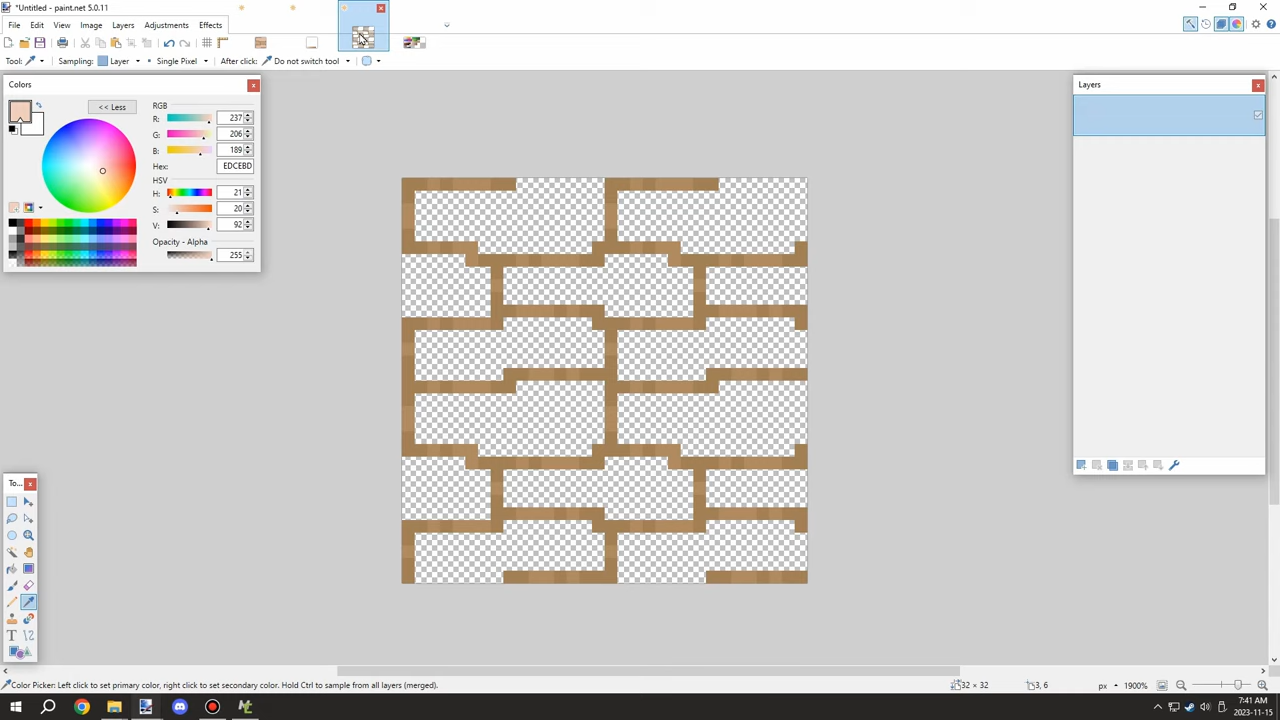 *Untitled - paint.net 5.0.11
File Edit View Image Layers Adjustments Effects
Tool: Sampling: Layer Single Pixel After click: Do not switch tool
Colors
<< Less
RGB
R: 237
G: 206
B: 189
Hex: EDCEBD
HSV
H: 21
S: 20
V: 92
Opacity - Alpha
255
Layers
To...
Color Picker: Left click to set primary color, right click to set secondary color. Hold Ctrl to sample from all layers (merged).
32 × 32
3, 6
px
1900%
7:41 AM
2023-11-15